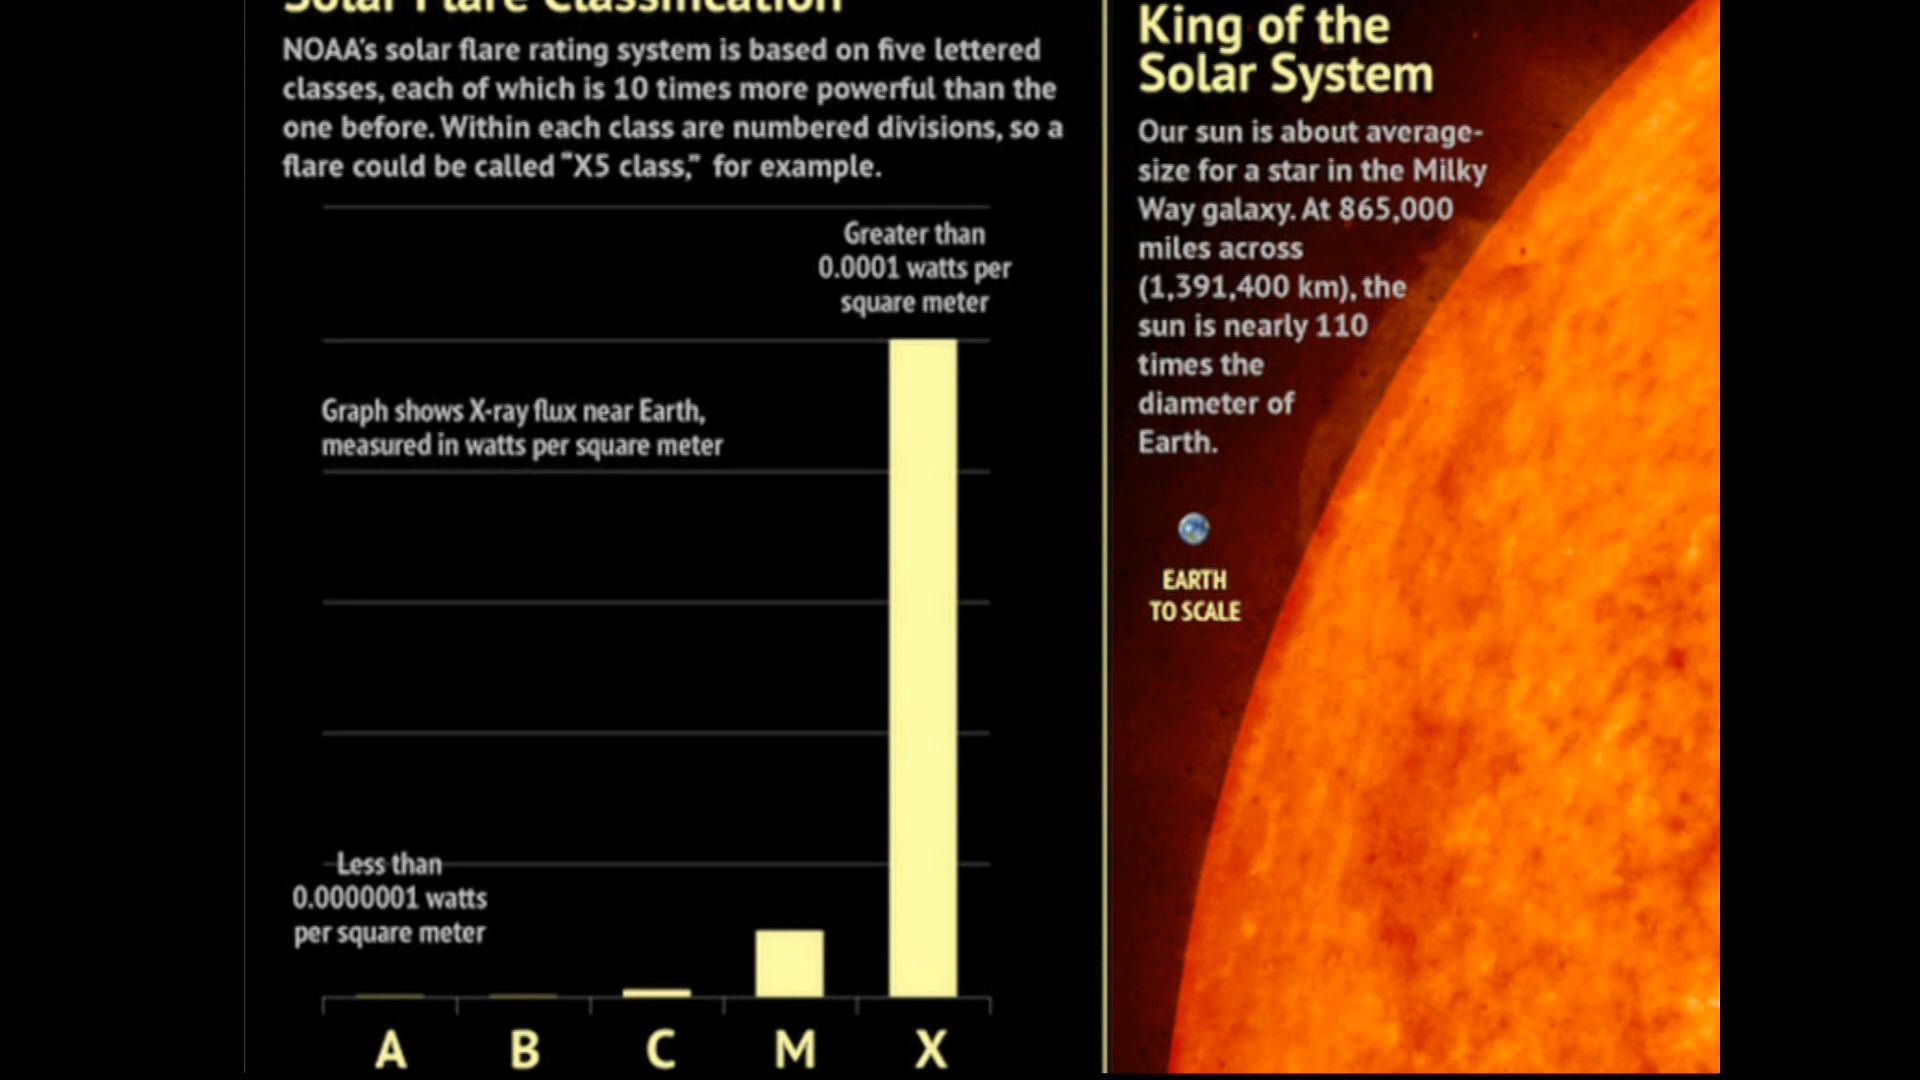 Solar Flare Classification
NOAA's solar flare rating system is based on five lettered
classes, each of which is 10 times more powerful than the
one before. Within each class are numbered divisions, so a
flare could be called "X5 class," for example.
Greater than
0.0001 watts per
square meter
Graph shows X-ray flux near Earth,
measured in watts per square meter
Less than
0.0000001 watts
per square meter
A B C M X
King of the
Solar System
Our sun is about average-
size for a star in the Milky
Way galaxy. At 865,000
miles across
(1,391,400 km), the
sun is nearly 110
times the
diameter of
Earth.
EARTH
TO SCALE